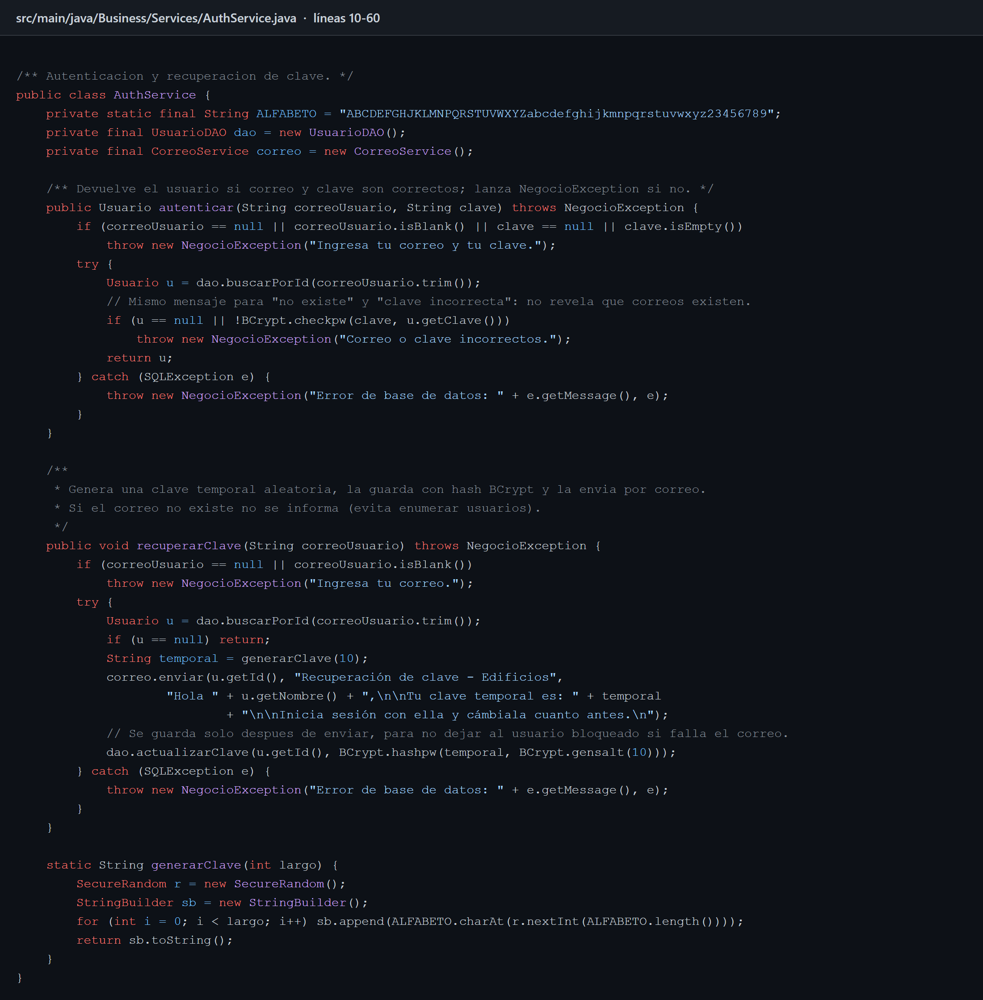 src/main/java/Business/Services/AuthService.java · líneas 10-60
/** Autenticacion y recuperacion de clave. */
public class AuthService {
    private static final String ALFABETO = "ABCDEFGHJKLMNPQRSTUVWXYZabcdefghijkmnpqrstuvwxyz23456789";
    private final UsuarioDAO dao = new UsuarioDAO();
    private final CorreoService correo = new CorreoService();
    /** Devuelve el usuario si correo y clave son correctos; lanza NegocioException si no. */
    public Usuario autenticar(String correoUsuario, String clave) throws NegocioException {
        if (correoUsuario == null || correoUsuario.isBlank() || clave == null || clave.isEmpty())
            throw new NegocioException("Ingresa tu correo y tu clave.");
        try {
            Usuario u = dao.buscarPorId(correoUsuario.trim());
            // Mismo mensaje para "no existe" y "clave incorrecta": no revela que correos existen.
            if (u == null || !BCrypt.checkpw(clave, u.getClave()))
                throw new NegocioException("Correo o clave incorrectos.");
            return u;
        } catch (SQLException e) {
            throw new NegocioException("Error de base de datos: " + e.getMessage(), e);
        }
    }
    /**
     * Genera una clave temporal aleatoria, la guarda con hash BCrypt y la envia por correo.
     * Si el correo no existe no se informa (evita enumerar usuarios).
     */
    public void recuperarClave(String correoUsuario) throws NegocioException {
        if (correoUsuario == null || correoUsuario.isBlank())
            throw new NegocioException("Ingresa tu correo.");
        try {
            Usuario u = dao.buscarPorId(correoUsuario.trim());
            if (u == null) return;
            String temporal = generarClave(10);
            correo.enviar(u.getId(), "Recuperación de clave - Edificios",
                    "Hola " + u.getNombre() + ",\n\nTu clave temporal es: " + temporal
                            + "\n\nInicia sesión con ella y cámbiala cuanto antes.\n");
            // Se guarda solo despues de enviar, para no dejar al usuario bloqueado si falla el correo.
            dao.actualizarClave(u.getId(), BCrypt.hashpw(temporal, BCrypt.gensalt(10)));
        } catch (SQLException e) {
            throw new NegocioException("Error de base de datos: " + e.getMessage(), e);
        }
    }
    static String generarClave(int largo) {
        SecureRandom r = new SecureRandom();
        StringBuilder sb = new StringBuilder();
        for (int i = 0; i < largo; i++) sb.append(ALFABETO.charAt(r.nextInt(ALFABETO.length())));
        return sb.toString();
    }
}